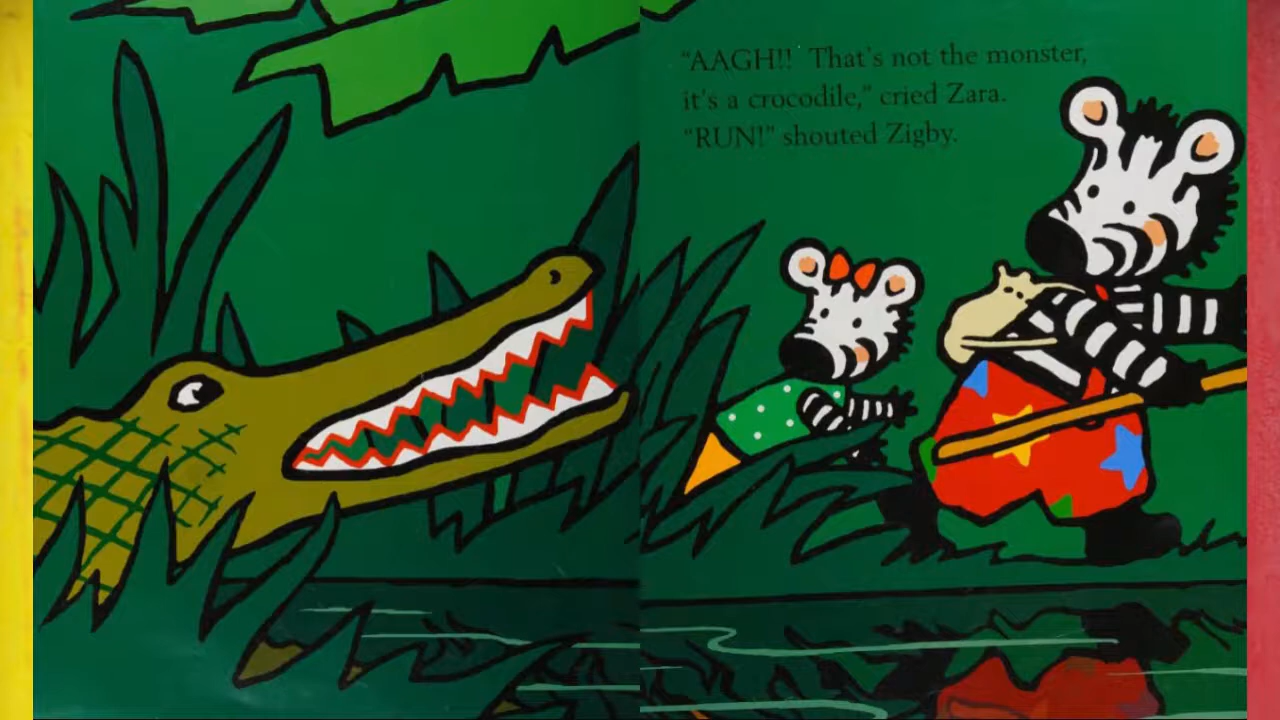 “AAGH!!  That’s not the monster,
it’s a crocodile,” cried Zara.
“RUN!” shouted Zigby.